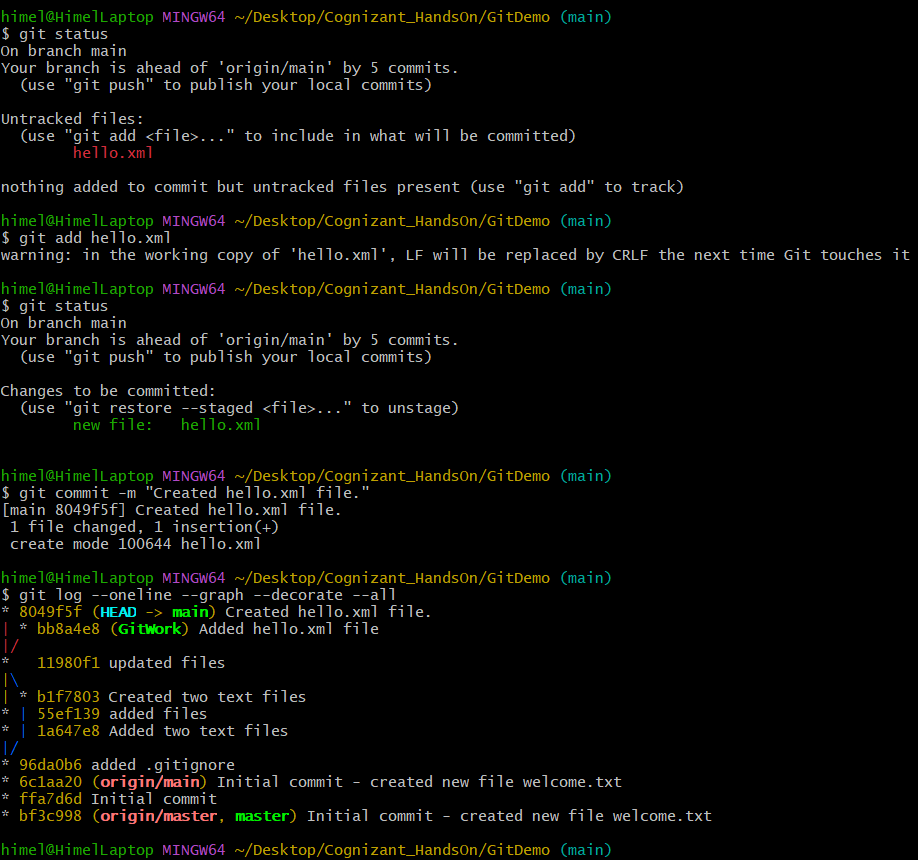 himel@HimelLaptop MINGW64 ~/Desktop/Cognizant_HandsOn/GitDemo (main)
$ git status
On branch main
Your branch is ahead of 'origin/main' by 5 commits.
  (use "git push" to publish your local commits)

Untracked files:
  (use "git add <file>..." to include in what will be committed)
        hello.xml

nothing added to commit but untracked files present (use "git add" to track)

himel@HimelLaptop MINGW64 ~/Desktop/Cognizant_HandsOn/GitDemo (main)
$ git add hello.xml
warning: in the working copy of 'hello.xml', LF will be replaced by CRLF the next time Git touches it

himel@HimelLaptop MINGW64 ~/Desktop/Cognizant_HandsOn/GitDemo (main)
$ git status
On branch main
Your branch is ahead of 'origin/main' by 5 commits.
  (use "git push" to publish your local commits)

Changes to be committed:
  (use "git restore --staged <file>..." to unstage)
        new file:   hello.xml


himel@HimelLaptop MINGW64 ~/Desktop/Cognizant_HandsOn/GitDemo (main)
$ git commit -m "Created hello.xml file."
[main 8049f5f] Created hello.xml file.
 1 file changed, 1 insertion(+)
 create mode 100644 hello.xml

himel@HimelLaptop MINGW64 ~/Desktop/Cognizant_HandsOn/GitDemo (main)
$ git log --oneline --graph --decorate --all
* 8049f5f (HEAD -> main) Created hello.xml file.
| * bb8a4e8 (GitWork) Added hello.xml file
|/
*   11980f1 updated files
|\
| * b1f7803 Created two text files
* | 55ef139 added files
* | 1a647e8 Added two text files
|/
* 96da0b6 added .gitignore
* 6c1aa20 (origin/main) Initial commit - created new file welcome.txt
* ffa7d6d Initial commit
* bf3c998 (origin/master, master) Initial commit - created new file welcome.txt

himel@HimelLaptop MINGW64 ~/Desktop/Cognizant_HandsOn/GitDemo (main)